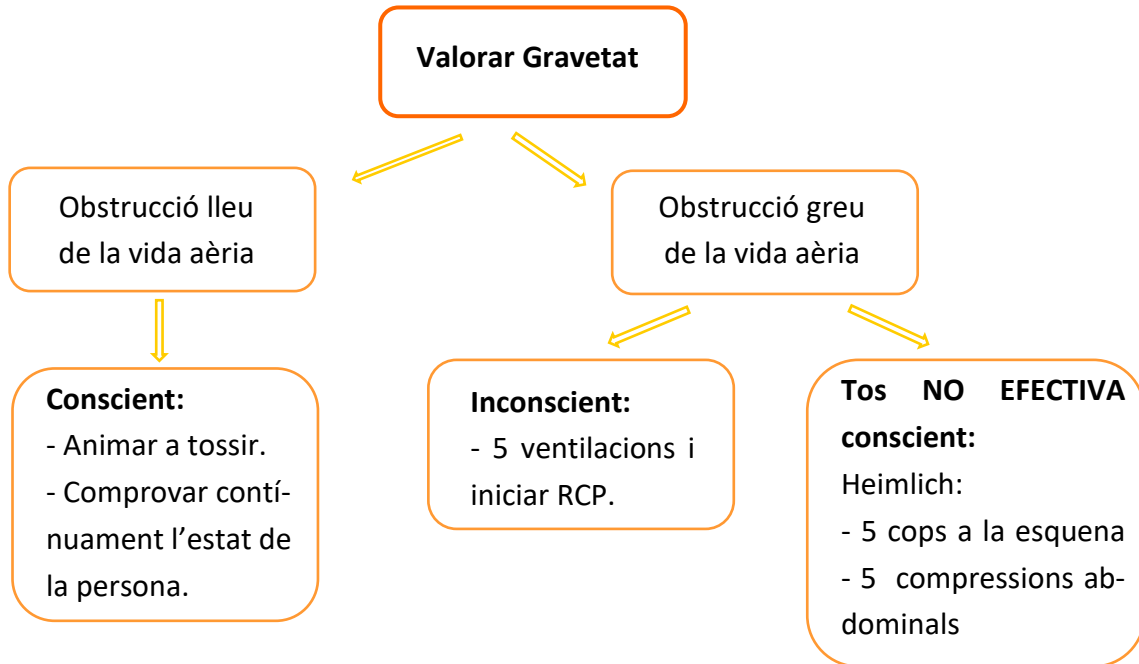 Valorar Gravetat
Obstrucció lleu
de la vida aèria
Obstrucció greu
de la vida aèria
Conscient:
- Animar a tossir.
- Comprovar contí-
nuament l’estat de
la persona.
Inconscient:
- 5 ventilacions i
iniciar RCP.
Tos NO EFECTIVA
conscient:
Heimlich:
- 5 cops a la esquena
- 5 compressions ab-
dominals